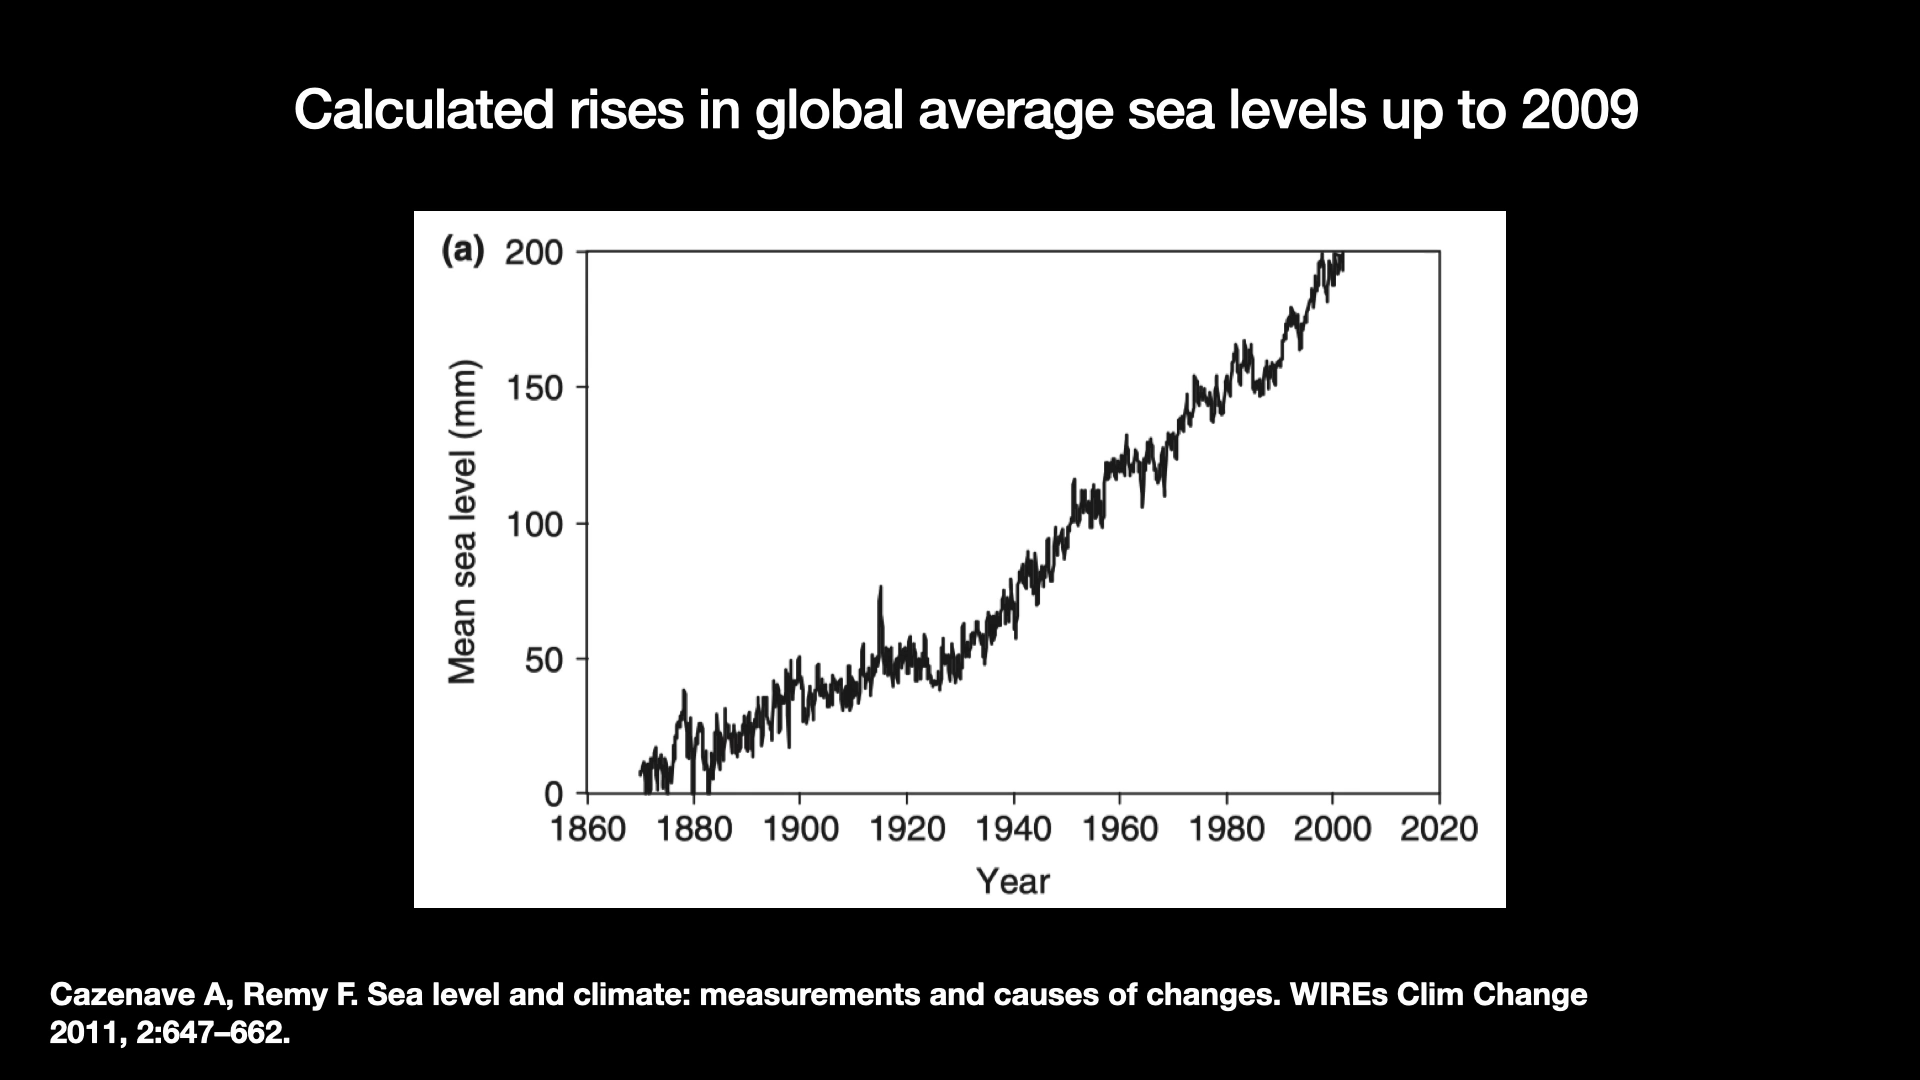 Calculated rises in global average sea levels up to 2009
(a)
200
150
100
50
0
Mean sea level (mm)
1860 1880 1900 1920 1940 1960 1980 2000 2020
Year
Cazenave A, Remy F. Sea level and climate: measurements and causes of changes. WIREs Clim Change
2011, 2:647–662.